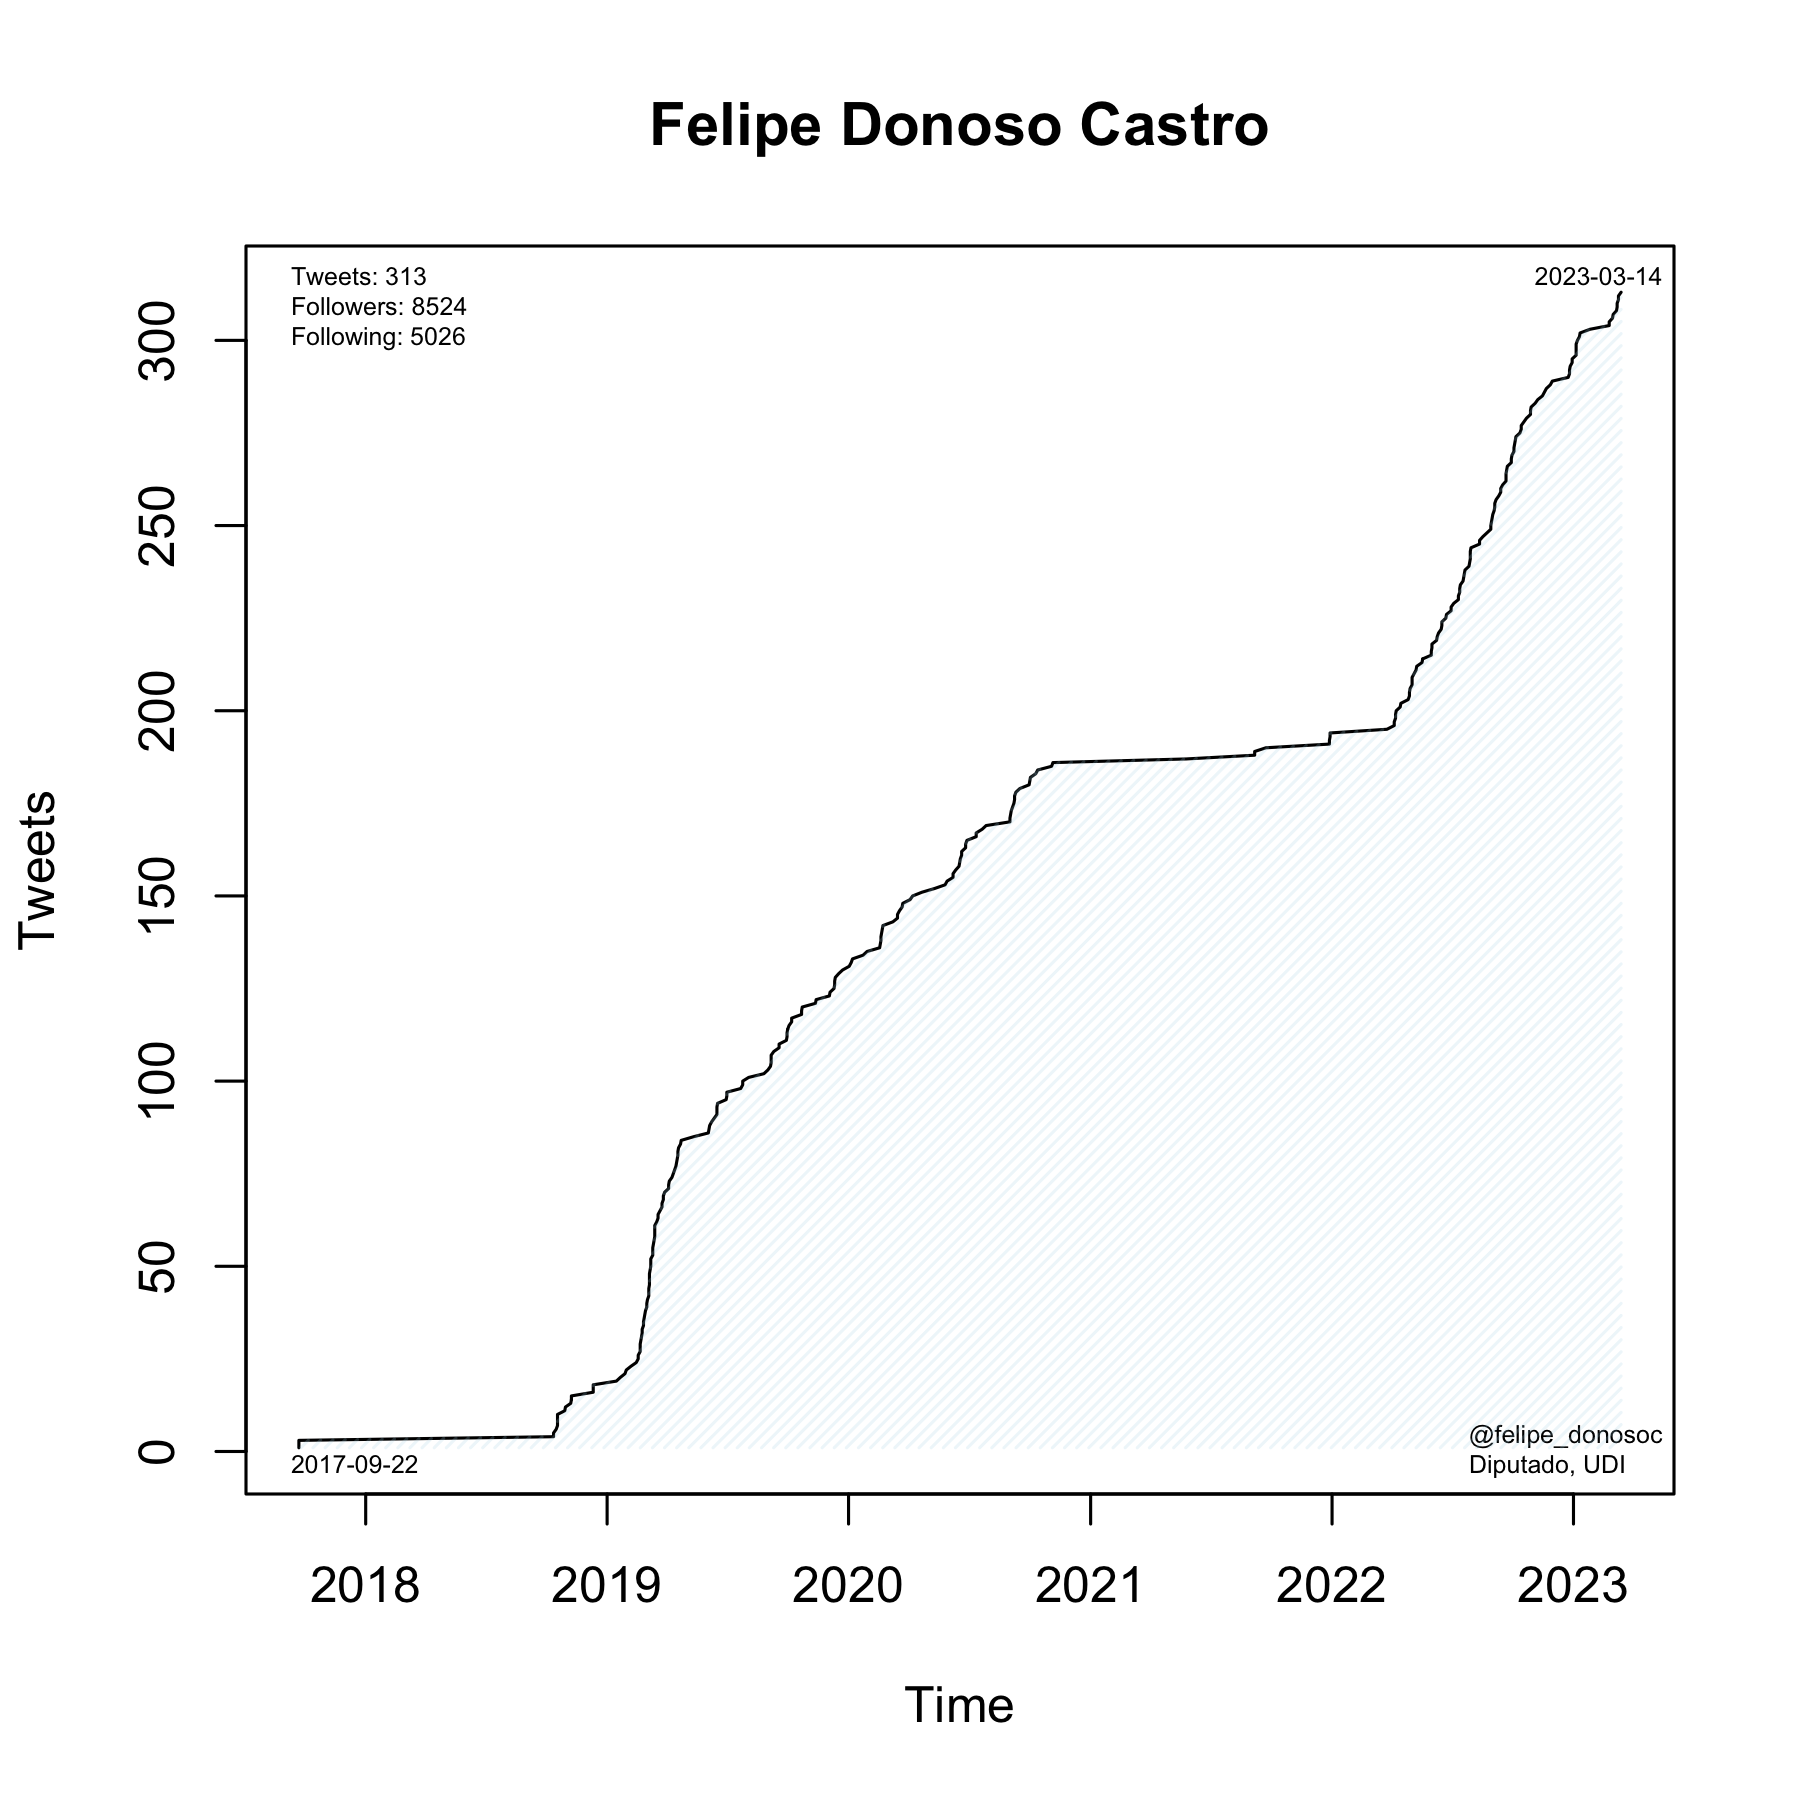 Felipe Donoso Castro
Tweets: 313
Followers: 8524
Following: 5026
2023-03-14
300
250
200
150
100
50
0
Tweets
2017-09-22
@felipe_donosoc
Diputado, UDI
2018 2019 2020 2021 2022 2023
Time